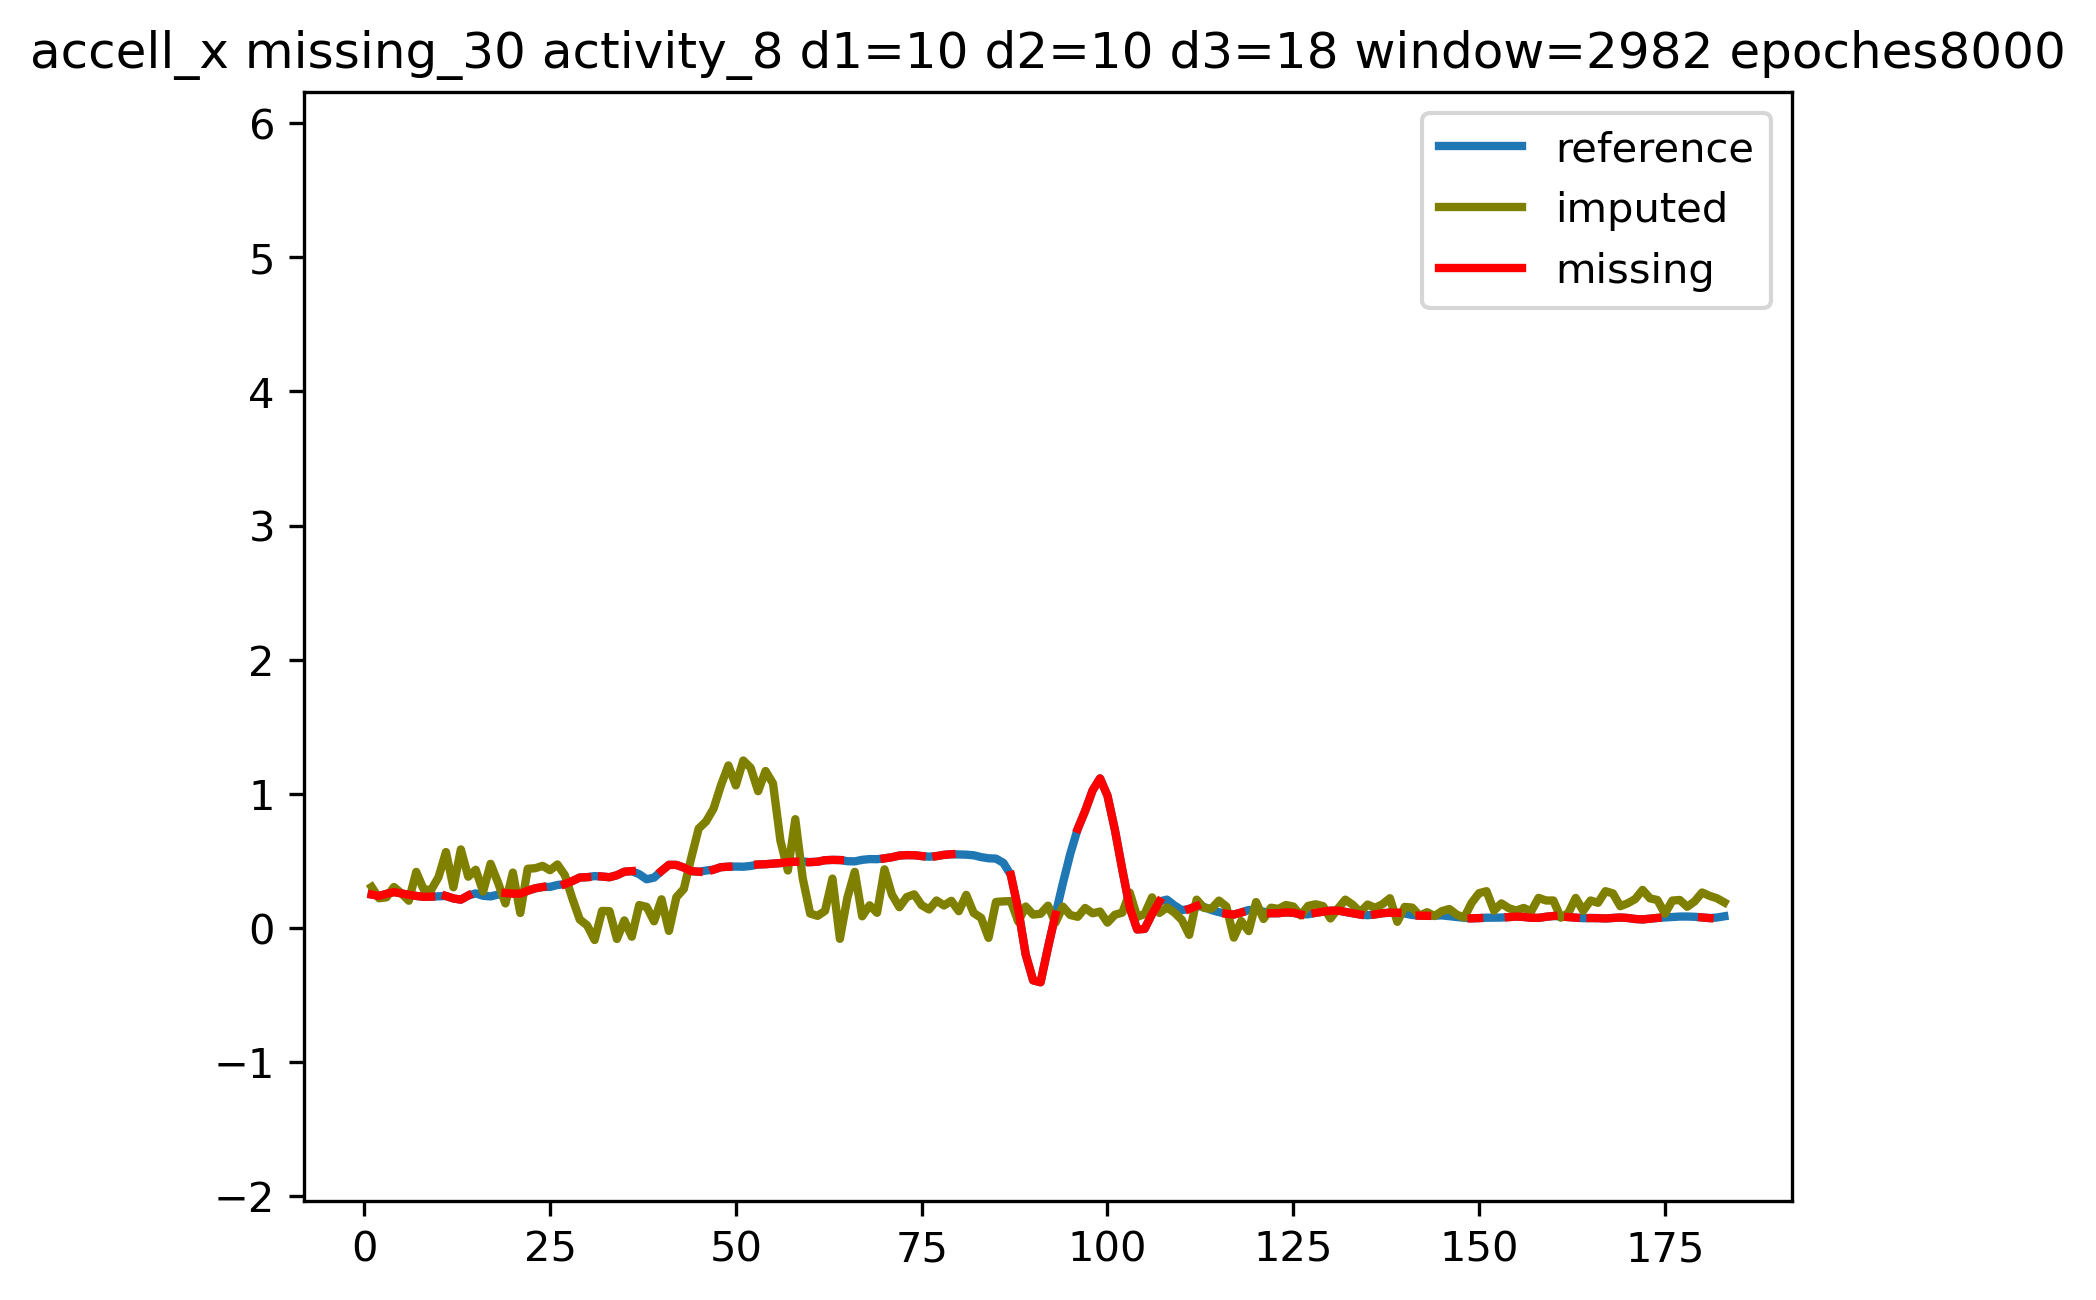 accell_x missing_30 activity_8 d1=10 d2=10 d3=18 window=2982 epoches8000
6
5
4
3
2
1
0
−1
−2
reference
imputed
missing
0 25 50 75 100 125 150 175